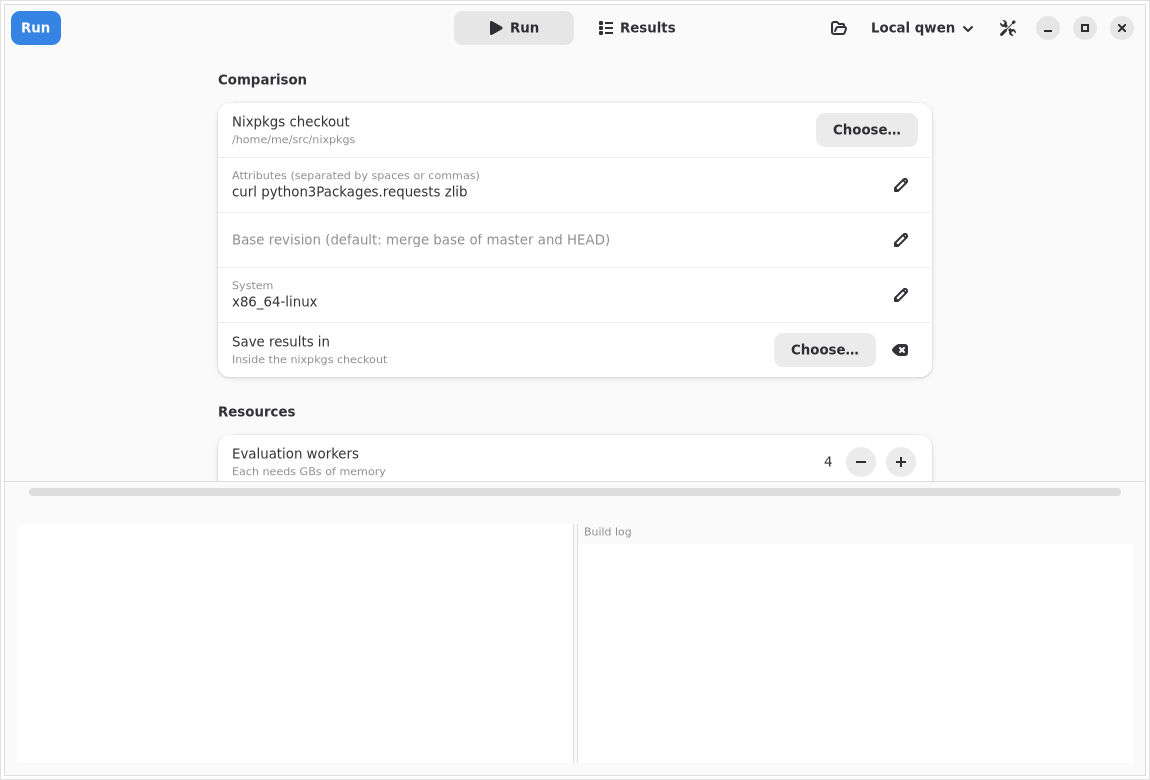 Run
Run
Results
Local qwen
Comparison
Nixpkgs checkout
/home/me/src/nixpkgs
Choose...
Attributes (separated by spaces or commas)
curl python3Packages.requests zlib
Base revision (default: merge base of master and HEAD)
System
x86_64-linux
Save results in
Inside the nixpkgs checkout
Choose...
Resources
Evaluation workers
Each needs GBs of memory
4
Build log